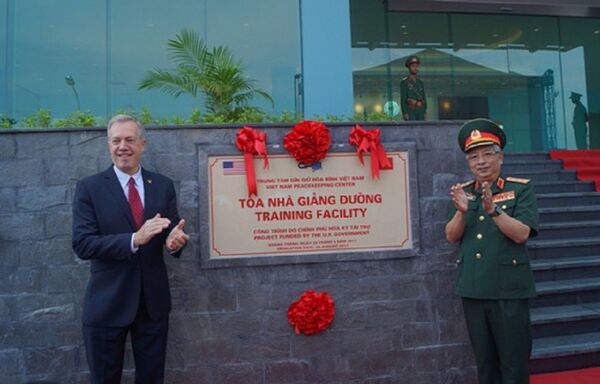 TRUNG TÂM GÌN GIỮ HÒA BÌNH VIỆT NAM
VIET NAM PEACEKEEPING CENTER
TÒA NHÀ GIẢNG ĐƯỜNG
TRAINING FACILITY
CÔNG TRÌNH DO CHÍNH PHỦ HOA KỲ TÀI TRỢ
PROJECT FUNDED BY THE U.S. GOVERNMENT